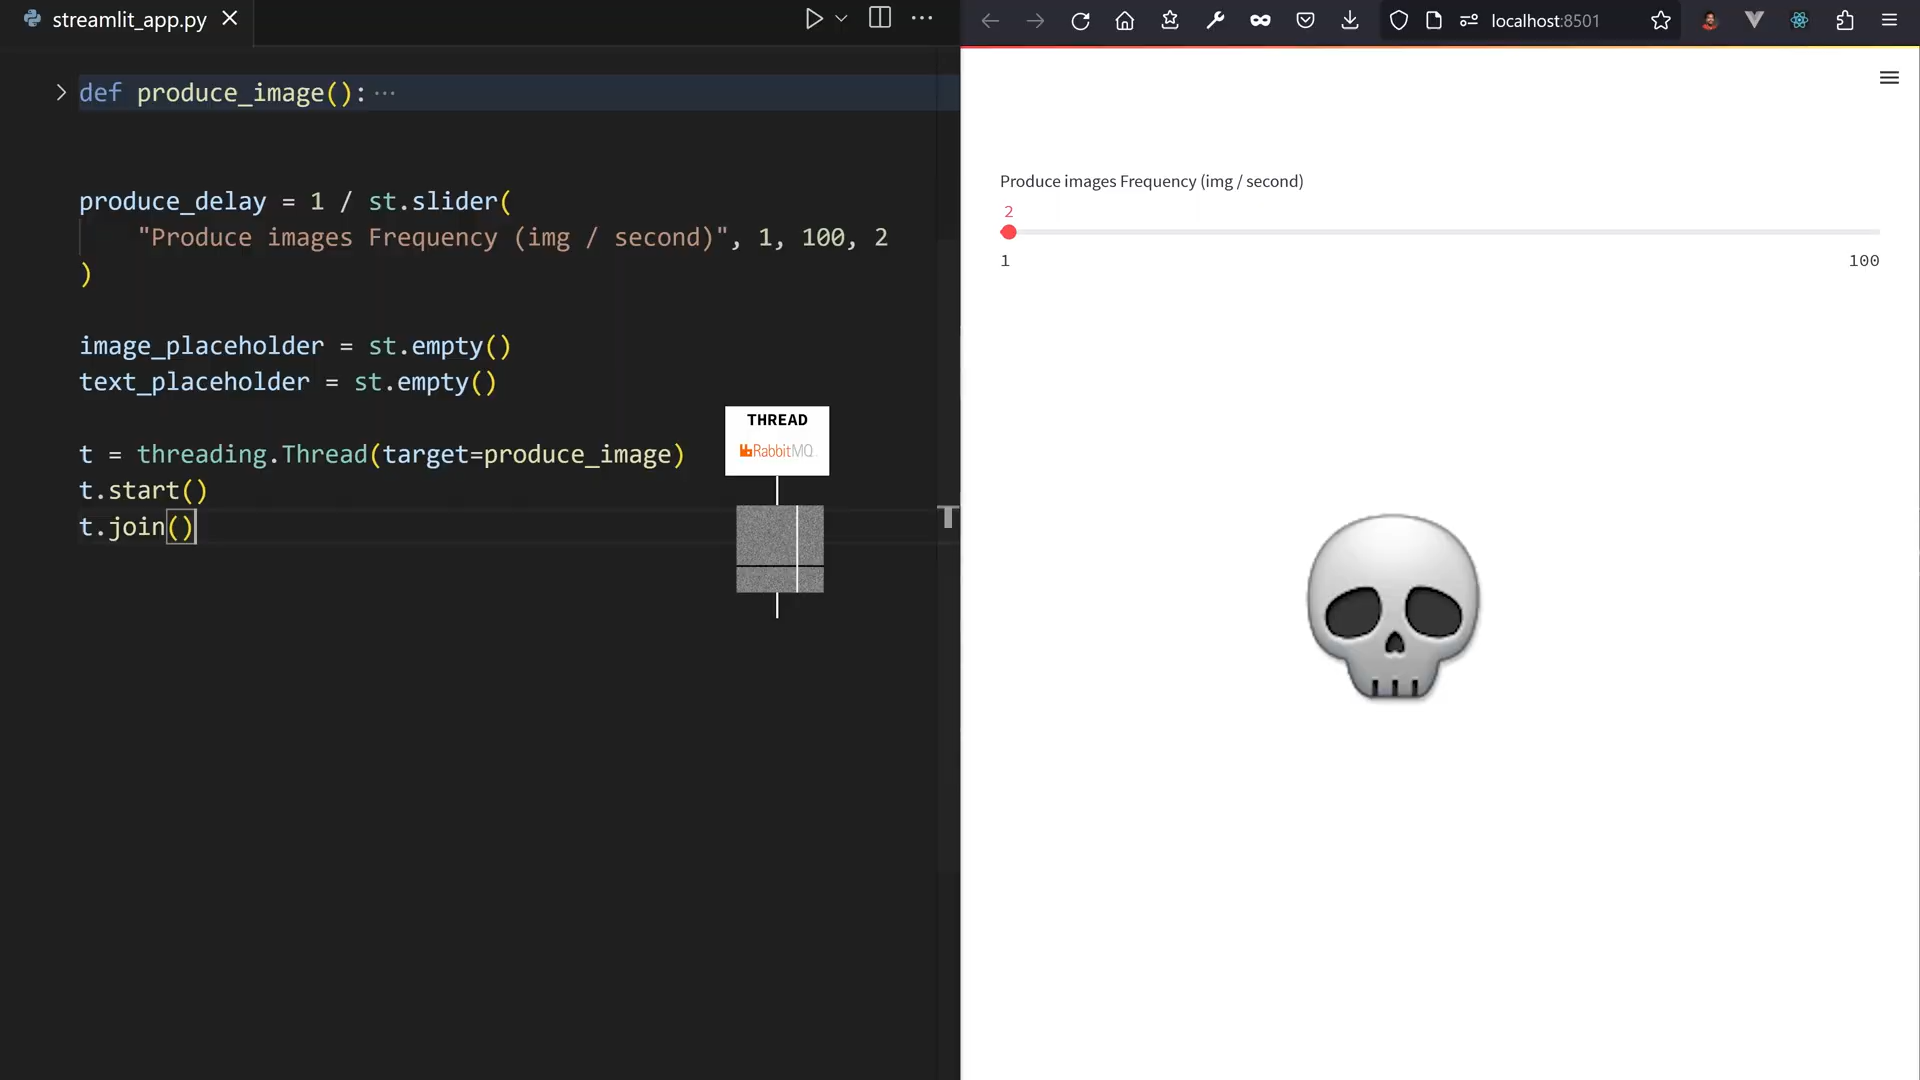 streamlit_app.py
localhost:8501
def produce_image():
produce_delay = 1 / st.slider(
"Produce images Frequency (img / second)", 1, 100, 2
)
image_placeholder = st.empty()
text_placeholder = st.empty()
t = threading.Thread(target=produce_image)
t.start()
t.join()
THREAD
RabbitMQ
T
Produce images Frequency (img / second)
2
1
100